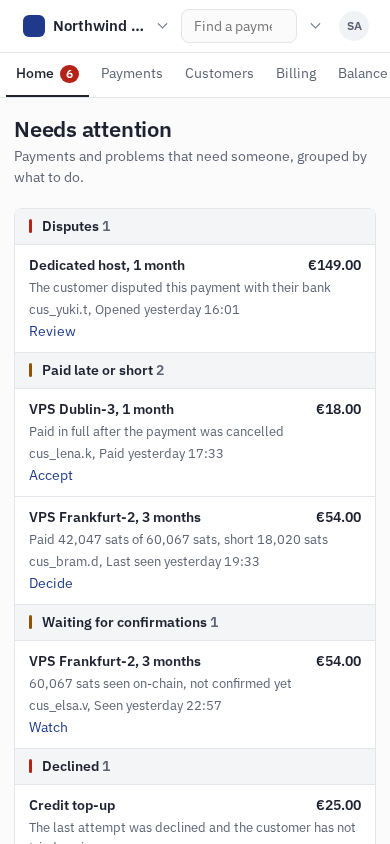 Northwind ...
Find a payme
SA
Home 6
Payments
Customers
Billing
Balance
Needs attention
Payments and problems that need someone, grouped by
what to do.
Disputes 1
Dedicated host, 1 month €149.00
The customer disputed this payment with their bank
cus_yuki.t, Opened yesterday 16:01
Review
Paid late or short 2
VPS Dublin-3, 1 month €18.00
Paid in full after the payment was cancelled
cus_lena.k, Paid yesterday 17:33
Accept
VPS Frankfurt-2, 3 months €54.00
Paid 42,047 sats of 60,067 sats, short 18,020 sats
cus_bram.d, Last seen yesterday 19:33
Decide
Waiting for confirmations 1
VPS Frankfurt-2, 3 months €54.00
60,067 sats seen on-chain, not confirmed yet
cus_elsa.v, Seen yesterday 22:57
Watch
Declined 1
Credit top-up €25.00
The last attempt was declined and the customer has not